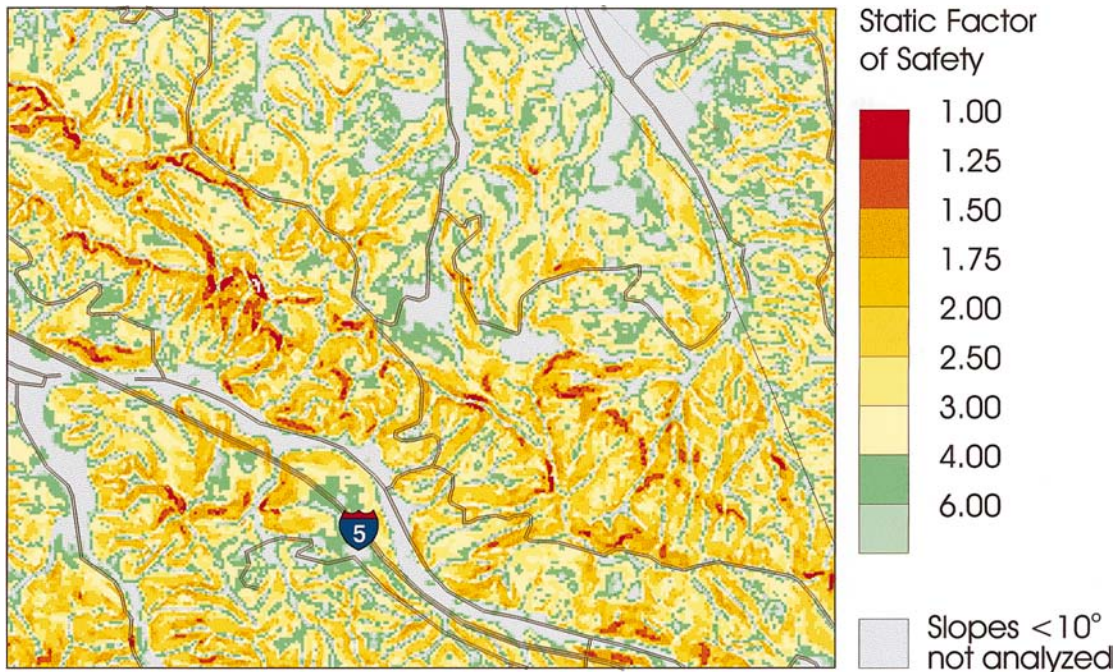 Static Factor
of Safety
1.00
1.25
1.50
1.75
2.00
2.50
3.00
4.00
6.00
5
Slopes <10°
not analyzed